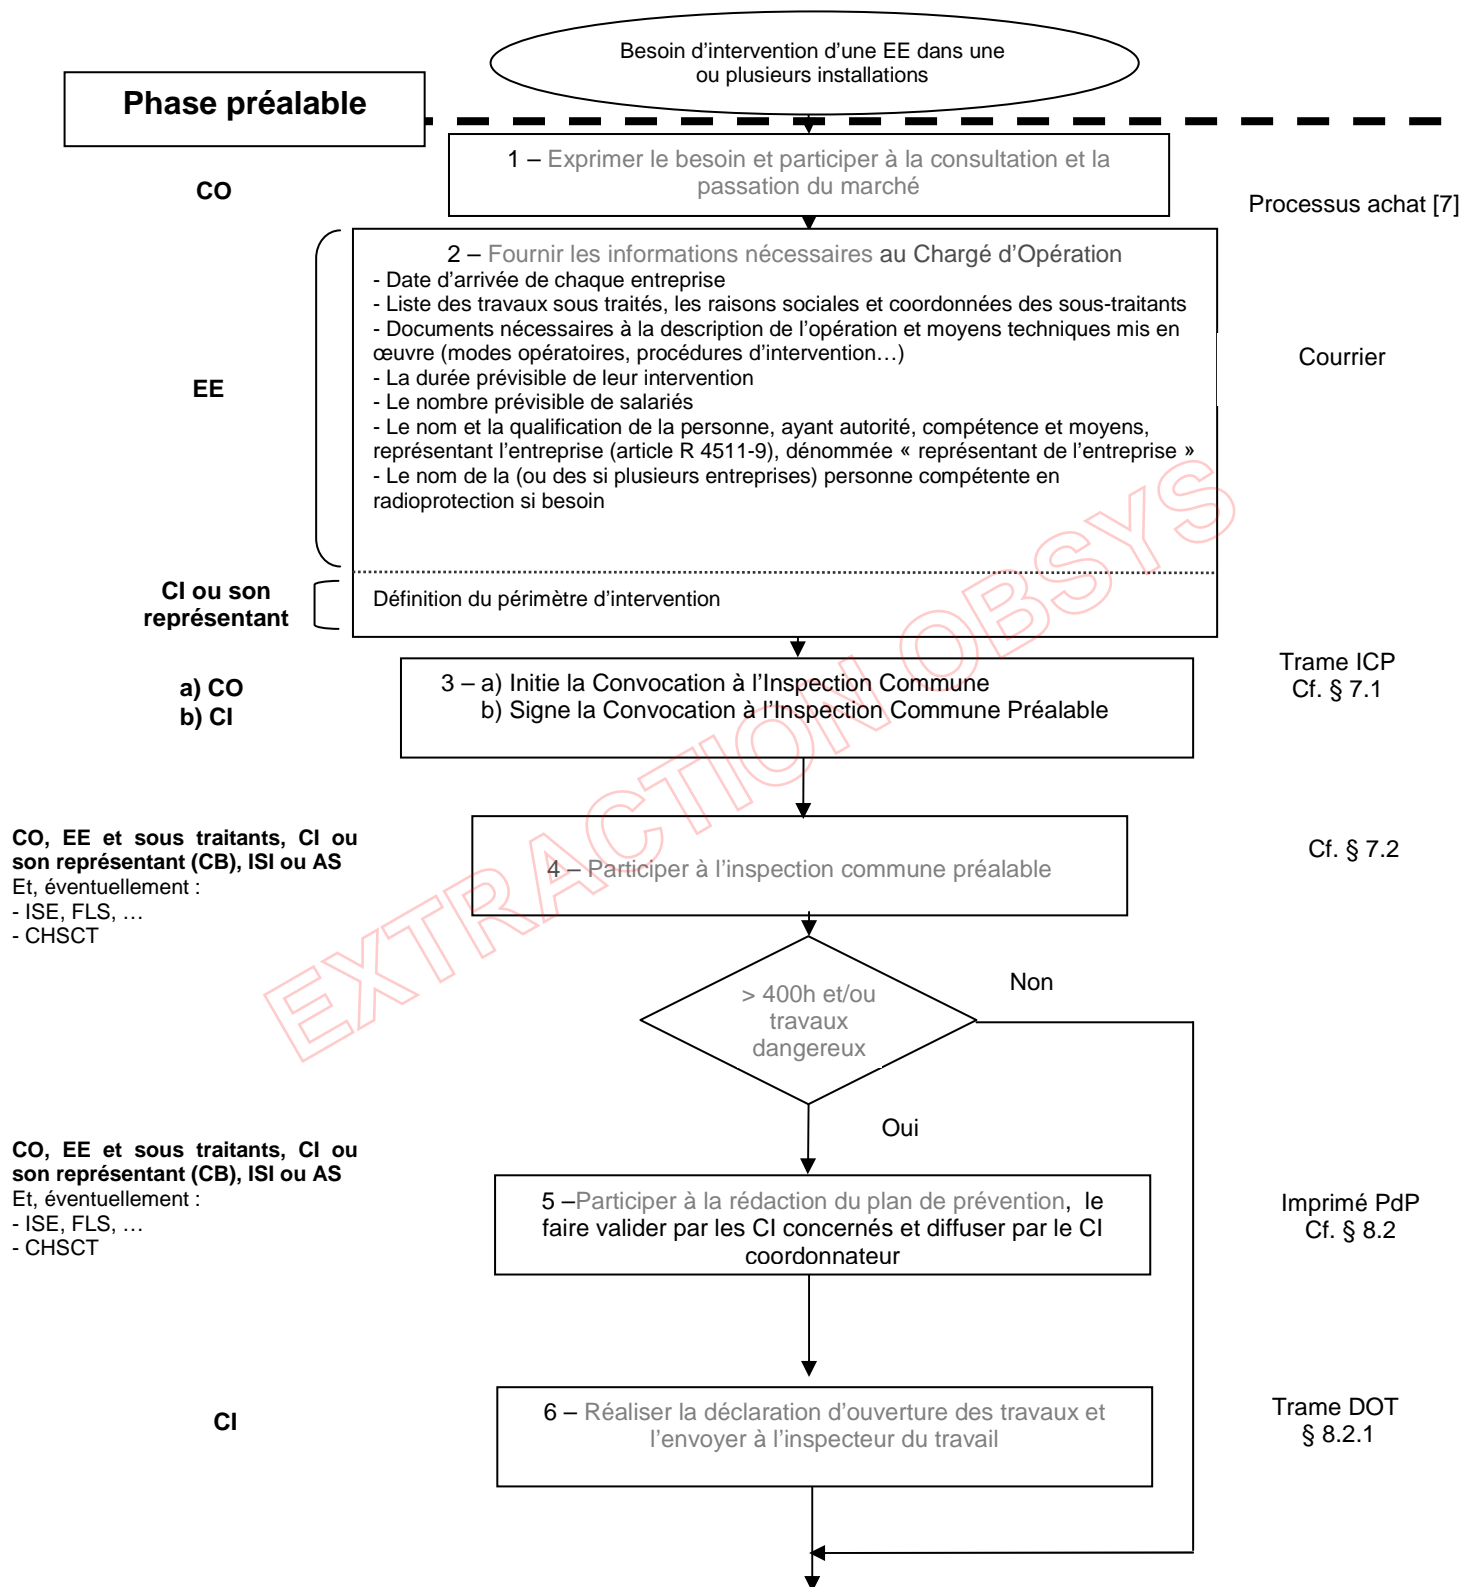 Besoin d'intervention d'une EE dans une
ou plusieurs installations
Phase préalable
1 – Exprimer le besoin et participer à la consultation et la
passation du marché
CO
Processus achat [7]
2 – Fournir les informations nécessaires au Chargé d'Opération
- Date d'arrivée de chaque entreprise
- Liste des travaux sous traités, les raisons sociales et coordonnées des sous-traitants
- Documents nécessaires à la description de l'opération et moyens techniques mis en
œuvre (modes opératoires, procédures d'intervention…)
- La durée prévisible de leur intervention
- Le nombre prévisible de salariés
- Le nom et la qualification de la personne, ayant autorité, compétence et moyens,
représentant l'entreprise (article R 4511-9), dénommée « représentant de l'entreprise »
- Le nom de la (ou des si plusieurs entreprises) personne compétente en
radioprotection si besoin
EE
Courrier
CI ou son
représentant
Définition du périmètre d'intervention
a) CO
b) CI
3 – a) Initie la Convocation à l'Inspection Commune
b) Signe la Convocation à l'Inspection Commune Préalable
Trame ICP
Cf. § 7.1
CO, EE et sous traitants, CI ou
son représentant (CB), ISI ou AS
Et, éventuellement :
- ISE, FLS, …
- CHSCT
4 – Participer à l'inspection commune préalable
Cf. § 7.2
> 400h et/ou
travaux
dangereux
Non
Oui
CO, EE et sous traitants, CI ou
son représentant (CB), ISI ou AS
Et, éventuellement :
- ISE, FLS, …
- CHSCT
5 –Participer à la rédaction du plan de prévention, le
faire valider par les CI concernés et diffuser par le CI
coordonnateur
Imprimé PdP
Cf. § 8.2
CI
6 – Réaliser la déclaration d'ouverture des travaux et
l'envoyer à l'inspecteur du travail
Trame DOT
§ 8.2.1
EXTRACTION OBSYS